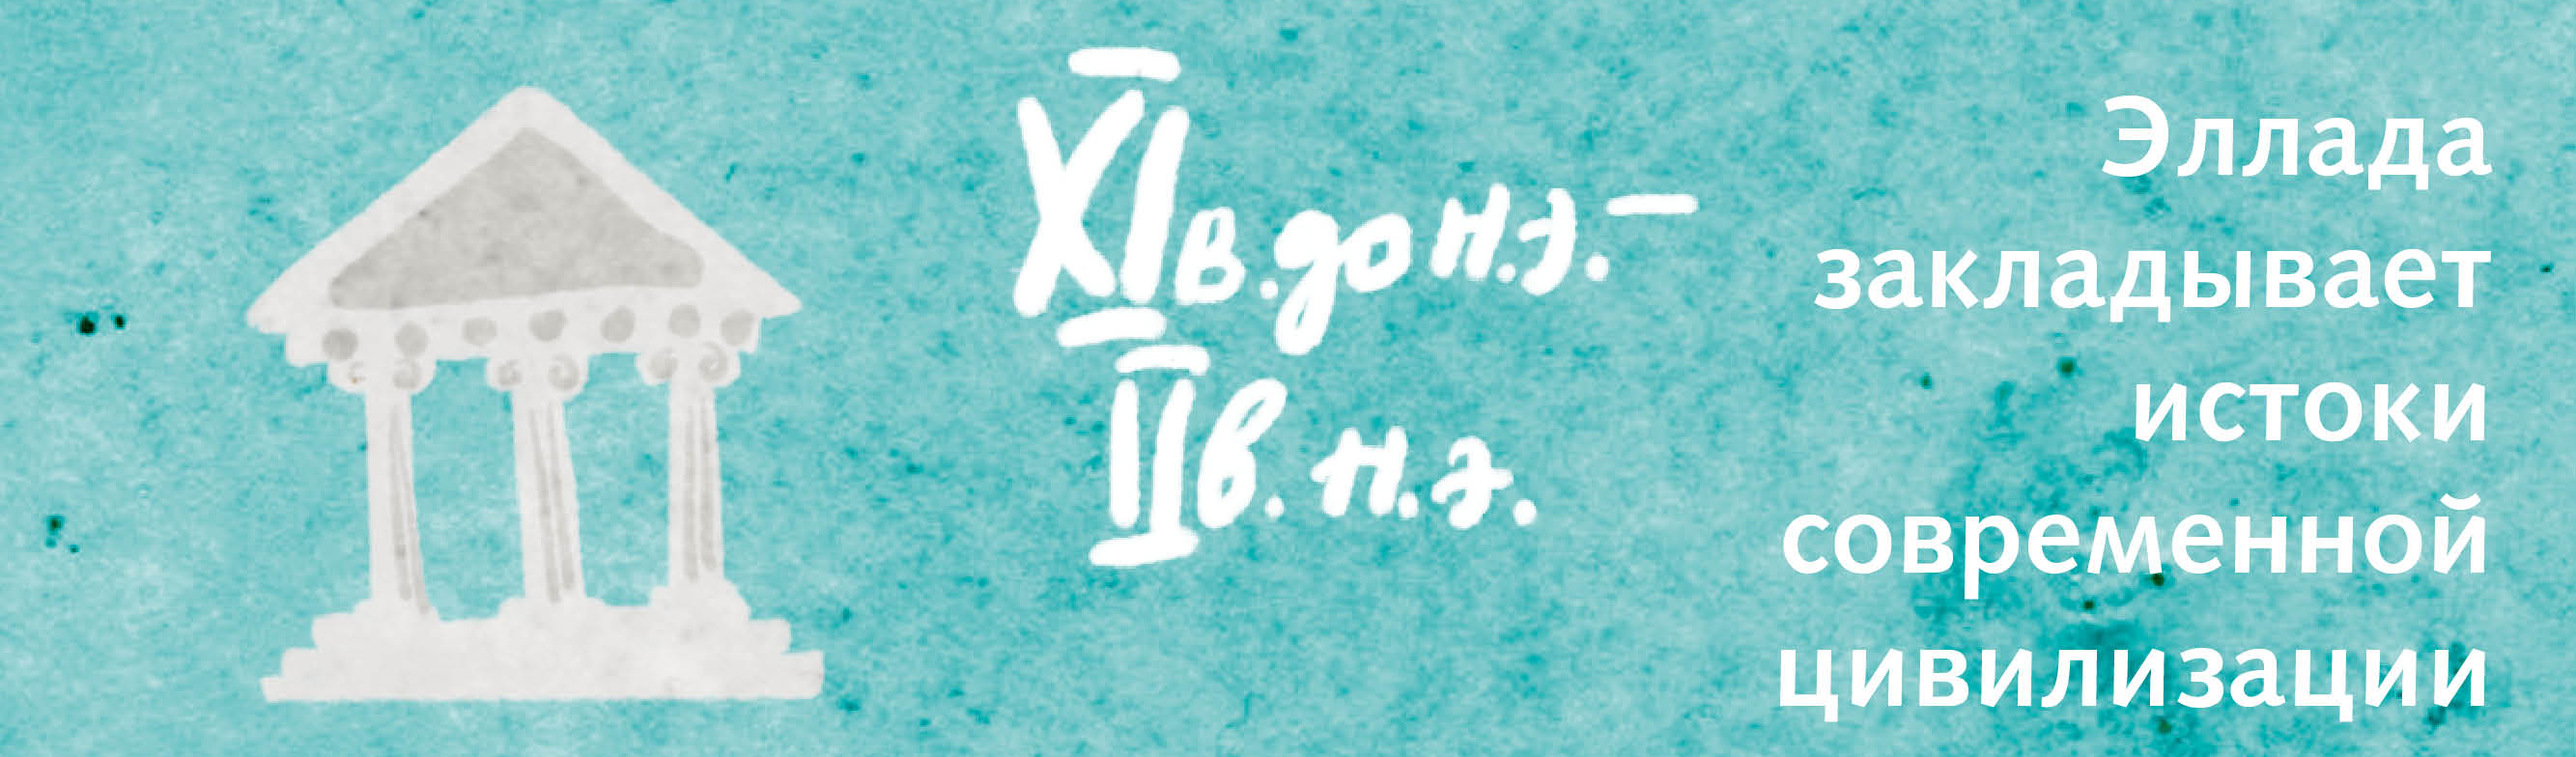 XI в. до н.э. –
II в. н.э.
Эллада
закладывает
истоки
современной
цивилизации